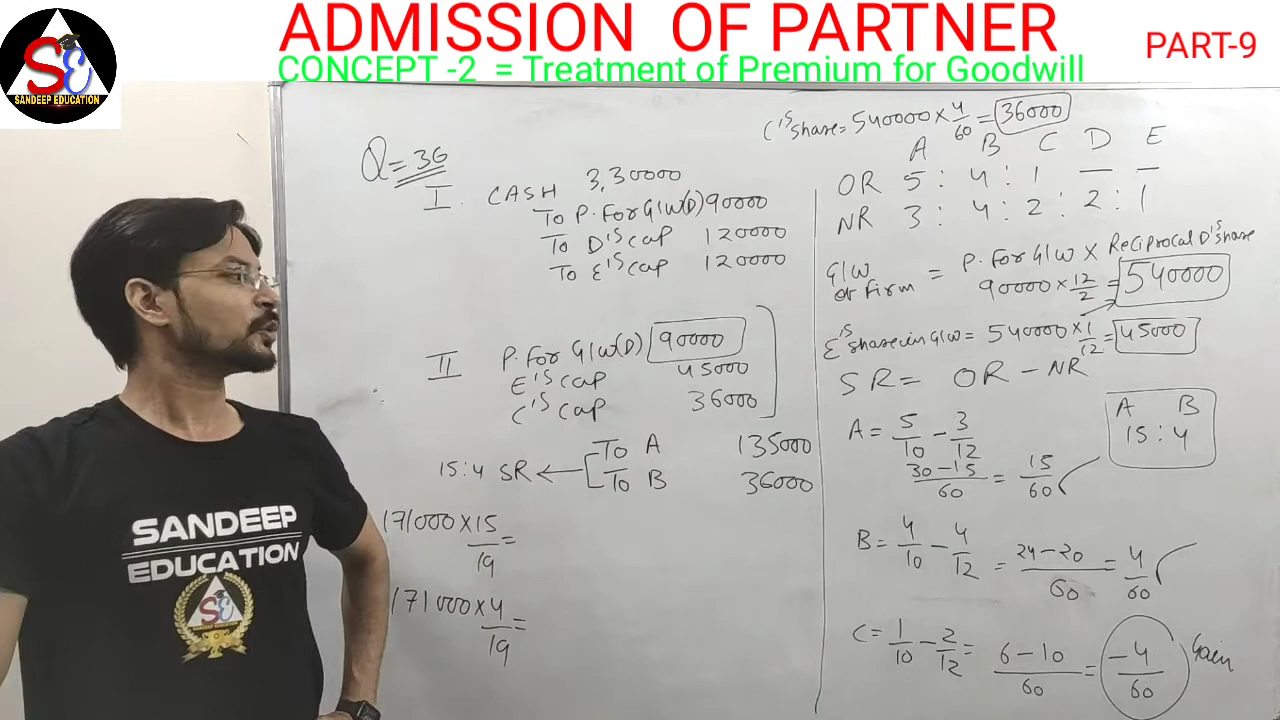 ADMISSION OF PARTNER
PART-9
CONCEPT -2 = Treatment of Premium for Goodwill
SE
SANDEEP EDUCATION
Q=36
I. CASH 3,30000
To P. For G/W(D) 90000
To D'S cap 120000
To E'S cap 120000
II P. For G/W(D) 90000
E'S cap 45000
C'S cap 36000
To A 135000
15:4 SR ← To B 36000
171000 × 15/19 =
171000 × 4/19 =
C'S share = 540000 × 4/60 = 36000
A B C D E
OR 5 : 4 : 1 — —
NR 3 : 4 : 2 : 2 : 1
G/W of Firm = P. For G/W × Reciprocal D'S share
90000 × 12/2 = 540000
E'S share in G/W = 540000 × 1/12 = 45000
SR = OR - NR
A B
15 : 4
A = 5/10 - 3/12
30-15/60 = 15/60
B = 4/10 - 4/12 = 24-20/60 = 4/60
C = 1/10 - 2/12 = 6-10/60 = -4/60 Gain
SANDEEP
EDUCATION
SE